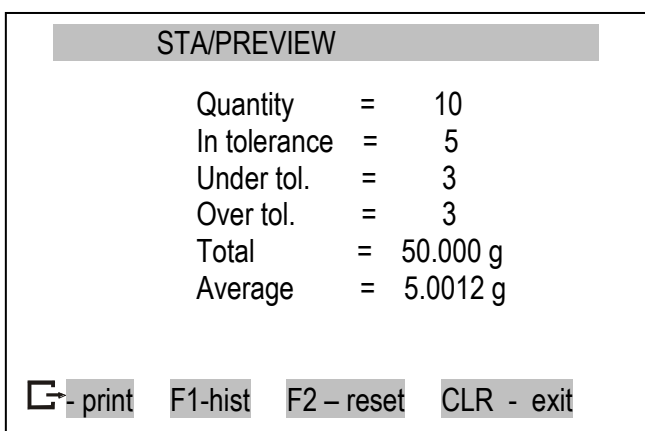 STA/PREVIEW
Quantity = 10
In tolerance = 5
Under tol. = 3
Over tol. = 3
Total = 50.000 g
Average = 5.0012 g
- print F1-hist F2 – reset CLR - exit